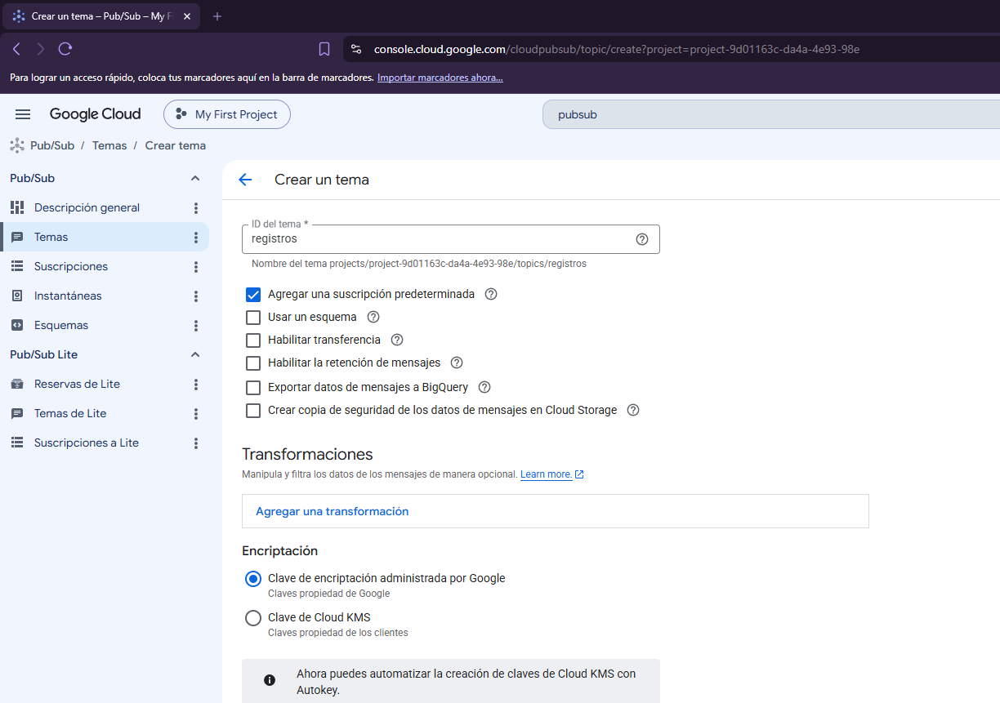 Crear un tema – Pub/Sub – My F
console.cloud.google.com/cloudpubsub/topic/create?project=project-9d01163c-da4a-4e93-98e
Para lograr un acceso rápido, coloca tus marcadores aquí en la barra de marcadores. Importar marcadores ahora...
Google Cloud
My First Project
pubsub
Pub/Sub / Temas / Crear tema
Pub/Sub
Descripción general
Temas
Suscripciones
Instantáneas
Esquemas
Pub/Sub Lite
Reservas de Lite
Temas de Lite
Suscripciones a Lite
Crear un tema
ID del tema *
registros
Nombre del tema projects/project-9d01163c-da4a-4e93-98e/topics/registros
Agregar una suscripción predeterminada
Usar un esquema
Habilitar transferencia
Habilitar la retención de mensajes
Exportar datos de mensajes a BigQuery
Crear copia de seguridad de los datos de mensajes en Cloud Storage
Transformaciones
Manipula y filtra los datos de los mensajes de manera opcional. Learn more.
Agregar una transformación
Encriptación
Clave de encriptación administrada por Google
Claves propiedad de Google
Clave de Cloud KMS
Claves propiedad de los clientes
Ahora puedes automatizar la creación de claves de Cloud KMS con
Autokey.